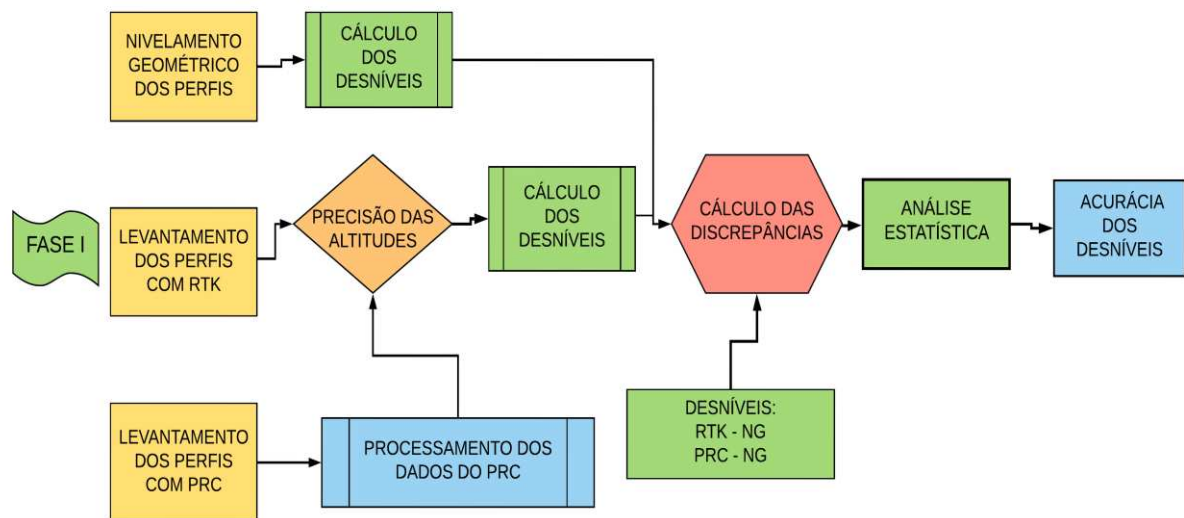 NIVELAMENTO
GEOMÉTRICO
DOS PERFIS
CÁLCULO
DOS
DESNÍVEIS
FASE I
LEVANTAMENTO
DOS PERFIS
COM RTK
PRECISÃO DAS
ALTITUDES
CÁLCULO
DOS
DESNÍVEIS
CÁLCULO DAS
DISCREPÂNCIAS
ANÁLISE
ESTATÍSTICA
ACURÁCIA
DOS
DESNÍVEIS
LEVANTAMENTO
DOS PERFIS
COM PRC
PROCESSAMENTO DOS
DADOS DO PRC
DESNÍVEIS:
RTK - NG
PRC - NG